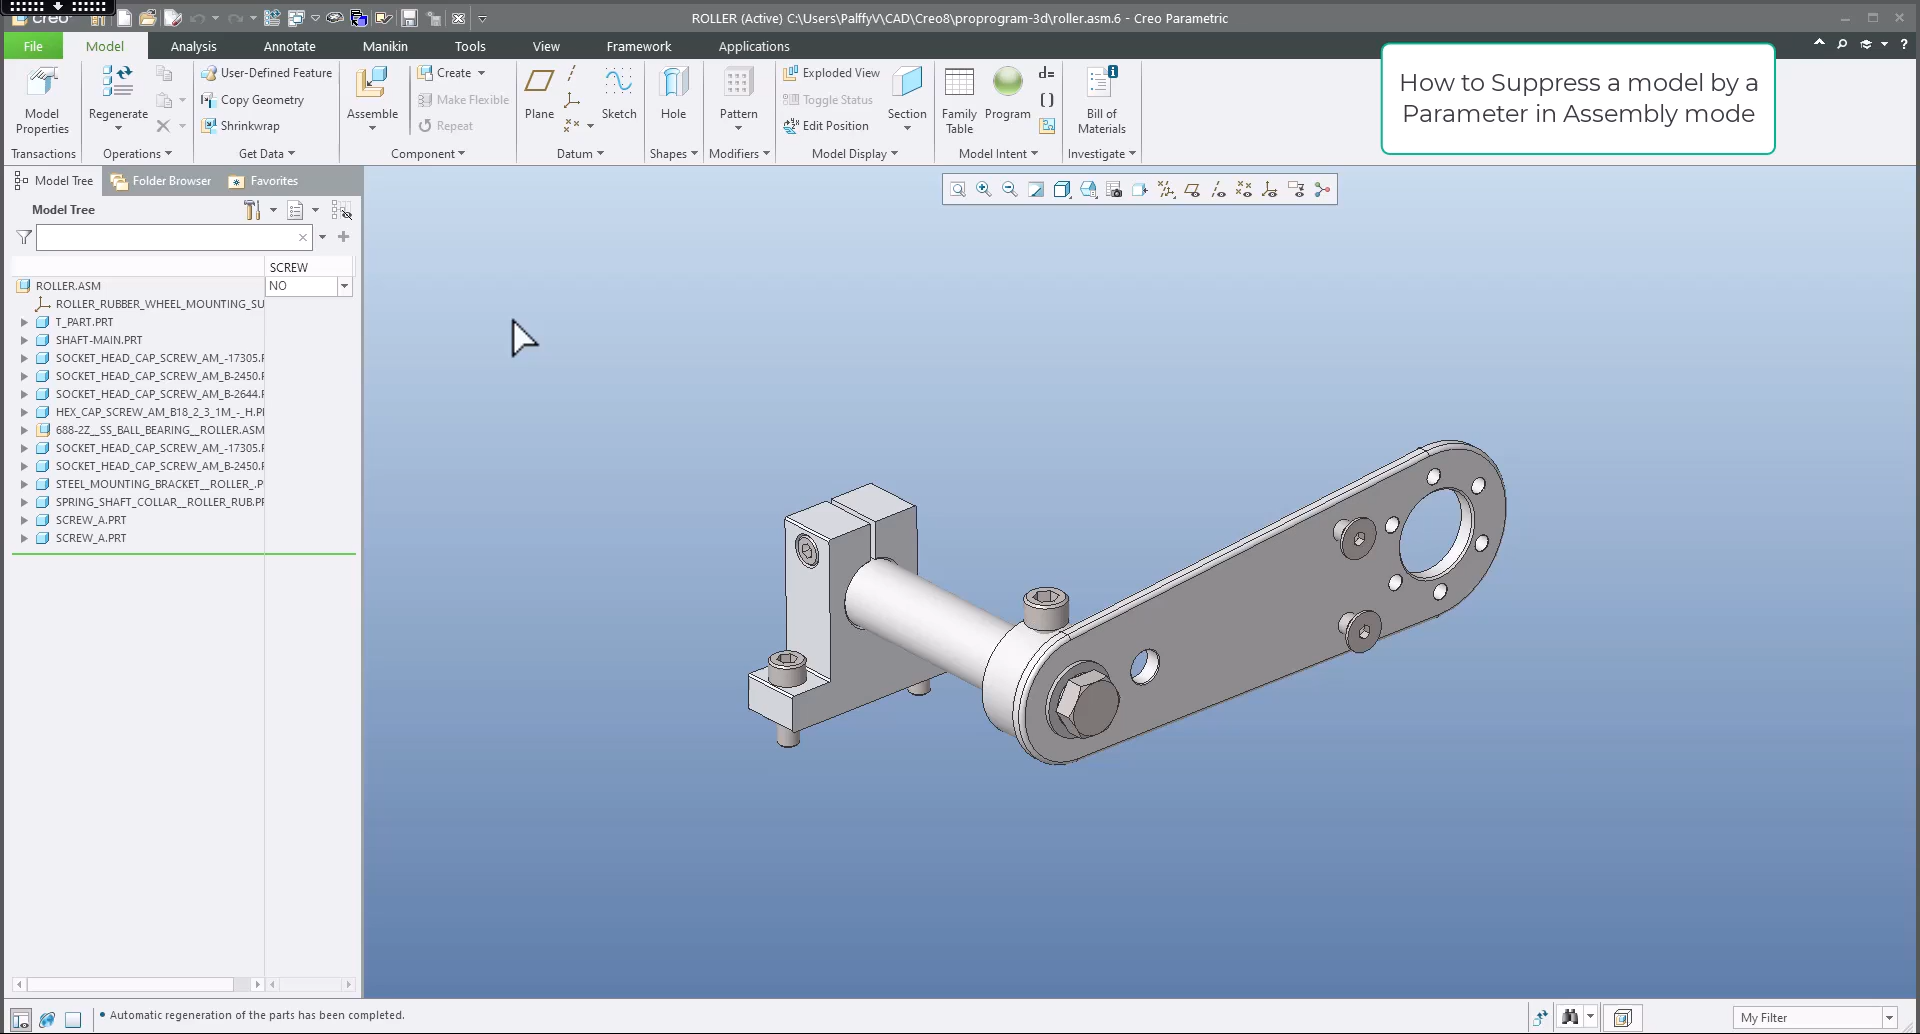 creo
ROLLER (Active) C:\Users\PalffyV\CAD\Creo8\proprogram-3d\roller.asm.6 - Creo Parametric
File
Model
Analysis
Annotate
Manikin
Tools
View
Framework
Applications
How to Suppress a model by a
Parameter in Assembly mode
Model
Properties
Regenerate
User-Defined Feature
Copy Geometry
Shrinkwrap
Assemble
Create
Make Flexible
Repeat
Plane
Sketch
Hole
Pattern
Exploded View
Toggle Status
Edit Position
Section
Family
Table
Program
d=
Bill of
Materials
Transactions
Operations
Get Data
Component
Datum
Shapes
Modifiers
Model Display
Model Intent
Investigate
Model Tree
Folder Browser
Favorites
Model Tree
SCREW
ROLLER.ASM
NO
ROLLER_RUBBER_WHEEL_MOUNTING_SU
T_PART.PRT
SHAFT-MAIN.PRT
SOCKET_HEAD_CAP_SCREW_AM_-17305.P
SOCKET_HEAD_CAP_SCREW_AM_B-2450.P
SOCKET_HEAD_CAP_SCREW_AM_B-2644.P
HEX_CAP_SCREW_AM_B18_2_3_1M_-_H.PI
688-2Z__SS_BALL_BEARING__ROLLER.ASM
SOCKET_HEAD_CAP_SCREW_AM_-17305.P
SOCKET_HEAD_CAP_SCREW_AM_B-2450.P
STEEL_MOUNTING_BRACKET__ROLLER_.P
SPRING_SHAFT_COLLAR__ROLLER_RUB.PF
SCREW_A.PRT
SCREW_A.PRT
• Automatic regeneration of the parts has been completed.
My Filter